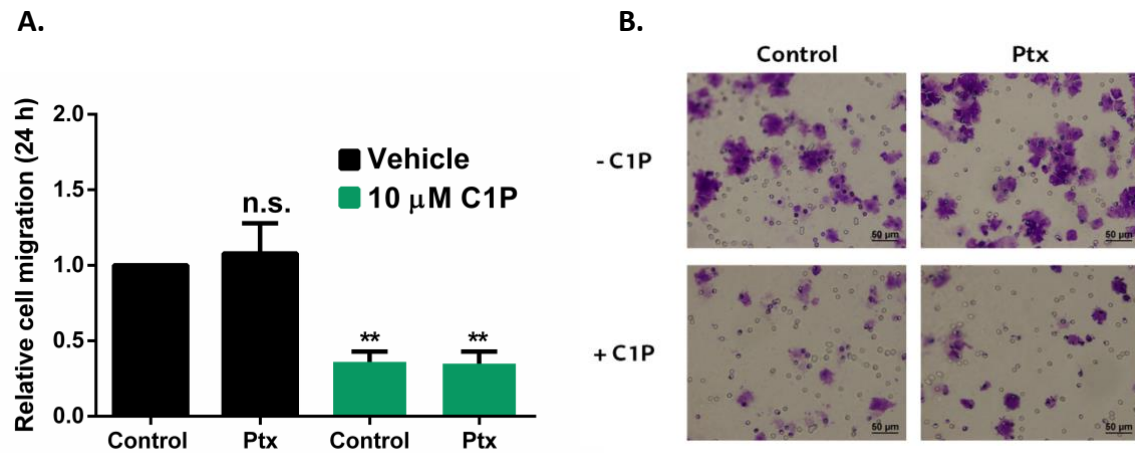 A.
B.
Relative cell migration (24 h)
2.0
1.5
1.0
0.5
0.0
Vehicle
10 μM C1P
n.s.
**
**
Control
Ptx
Control
Ptx
Control
Ptx
- C1P
50 μm
50 μm
+ C1P
50 μm
50 μm